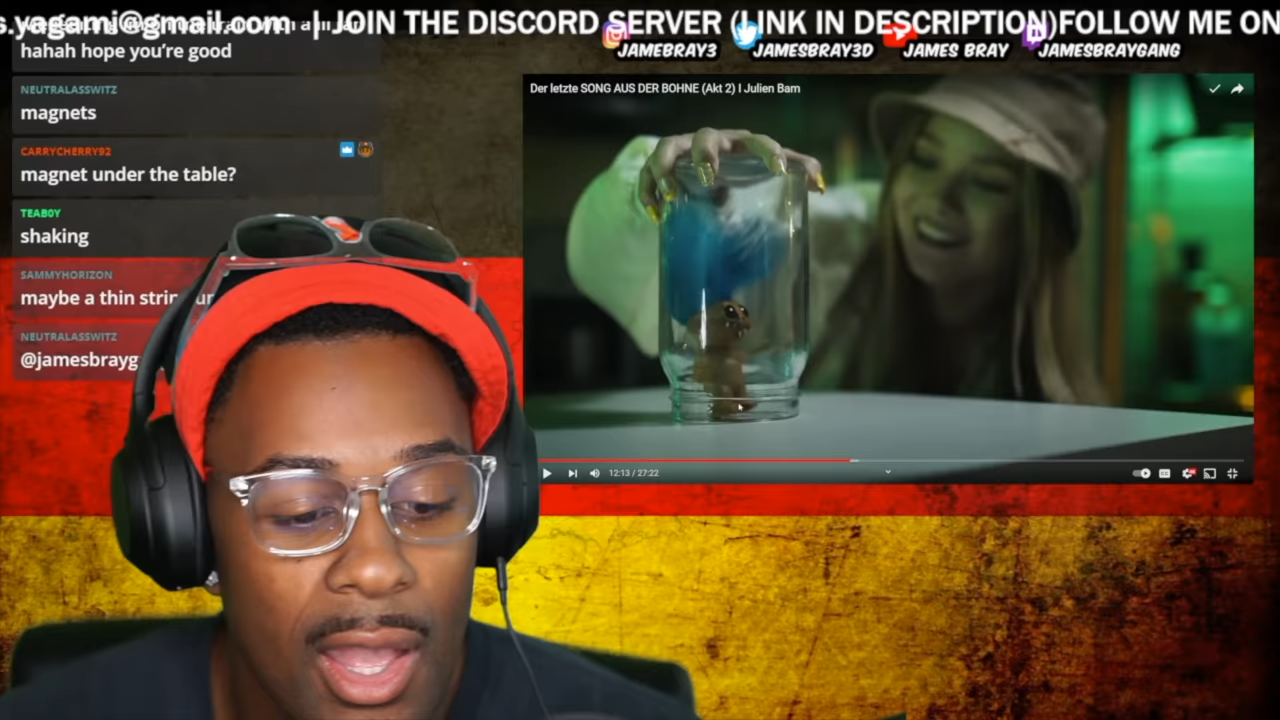 s.yagami@gmail.com | JOIN THE DISCORD SERVER (LINK IN DESCRIPTION)FOLLOW ME ON
JAMEBRAY3 JAMESBRAY3D JAMES BRAY JAMESBRAYGANG
hahah hope you're good
NEUTRALASSWITZ
magnets
CARRYCHERRY92
magnet under the table?
TEABOY
shaking
SAMMYHORIZON
maybe a thin
NEUTRALASSWITZ
@jamesbrayg
Der letzte SONG AUS DER BOHNE (Akt 2) I Julien Bam
12:13 / 27:22